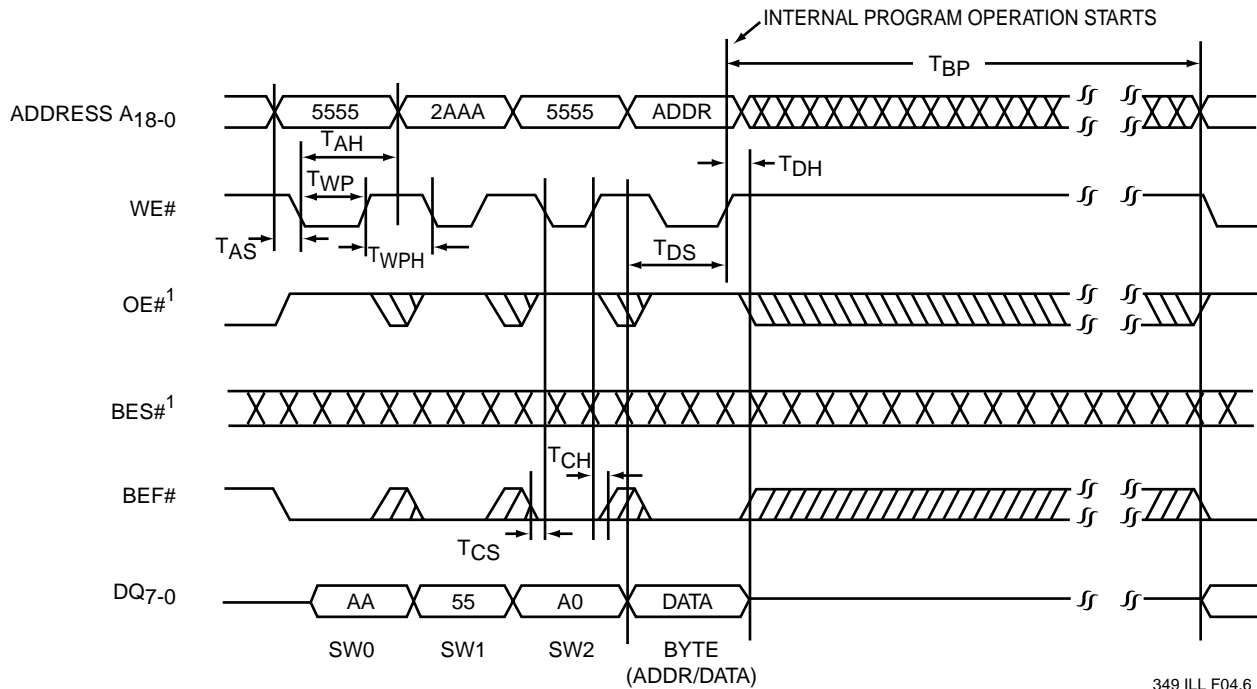 INTERNAL PROGRAM OPERATION STARTS
TBP
ADDRESS A18-0
5555
2AAA
5555
ADDR
TAH
TDH
TWP
WE#
TAS
TWPH
TDS
OE#1
BES#1
TCH
BEF#
TCS
DQ7-0
AA
55
A0
DATA
SW0
SW1
SW2
BYTE
(ADDR/DATA)
349 ILL F04.6